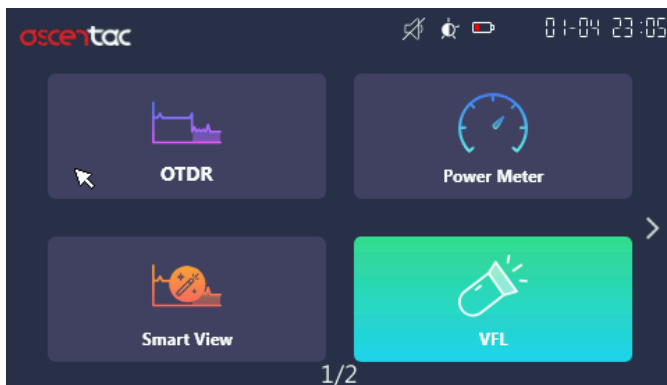 ascentac
01-04 23:05
OTDR
Power Meter
Smart View
VFL
1/2